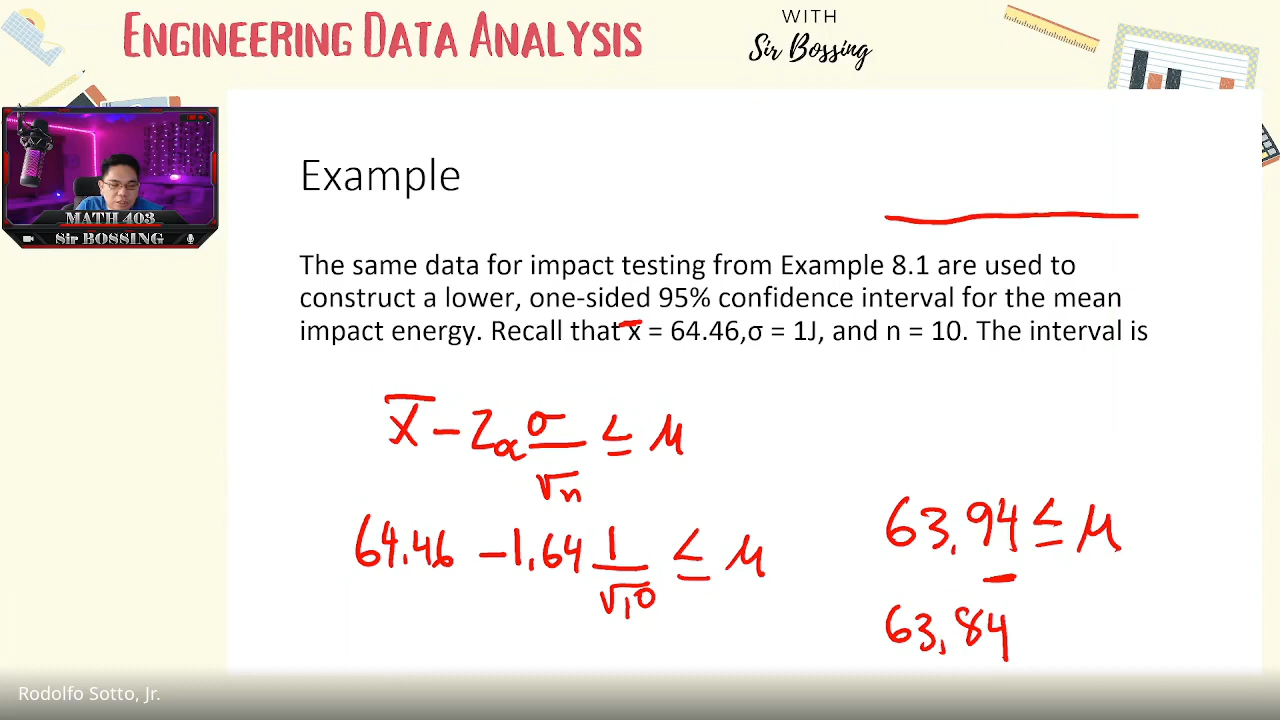 ENGINEERING DATA ANALYSIS
WITH
Sir Bossing
MATH 403
Sir BOSSING
Example
The same data for impact testing from Example 8.1 are used to
construct a lower, one-sided 95% confidence interval for the mean
impact energy. Recall that x̅ = 64.46,σ = 1J, and n = 10. The interval is
x̅ - Zα σ/√n ≤ μ
64.46 - 1.64 1/√10 ≤ μ
63.94 ≤ μ
63.84
Rodolfo Sotto, Jr.